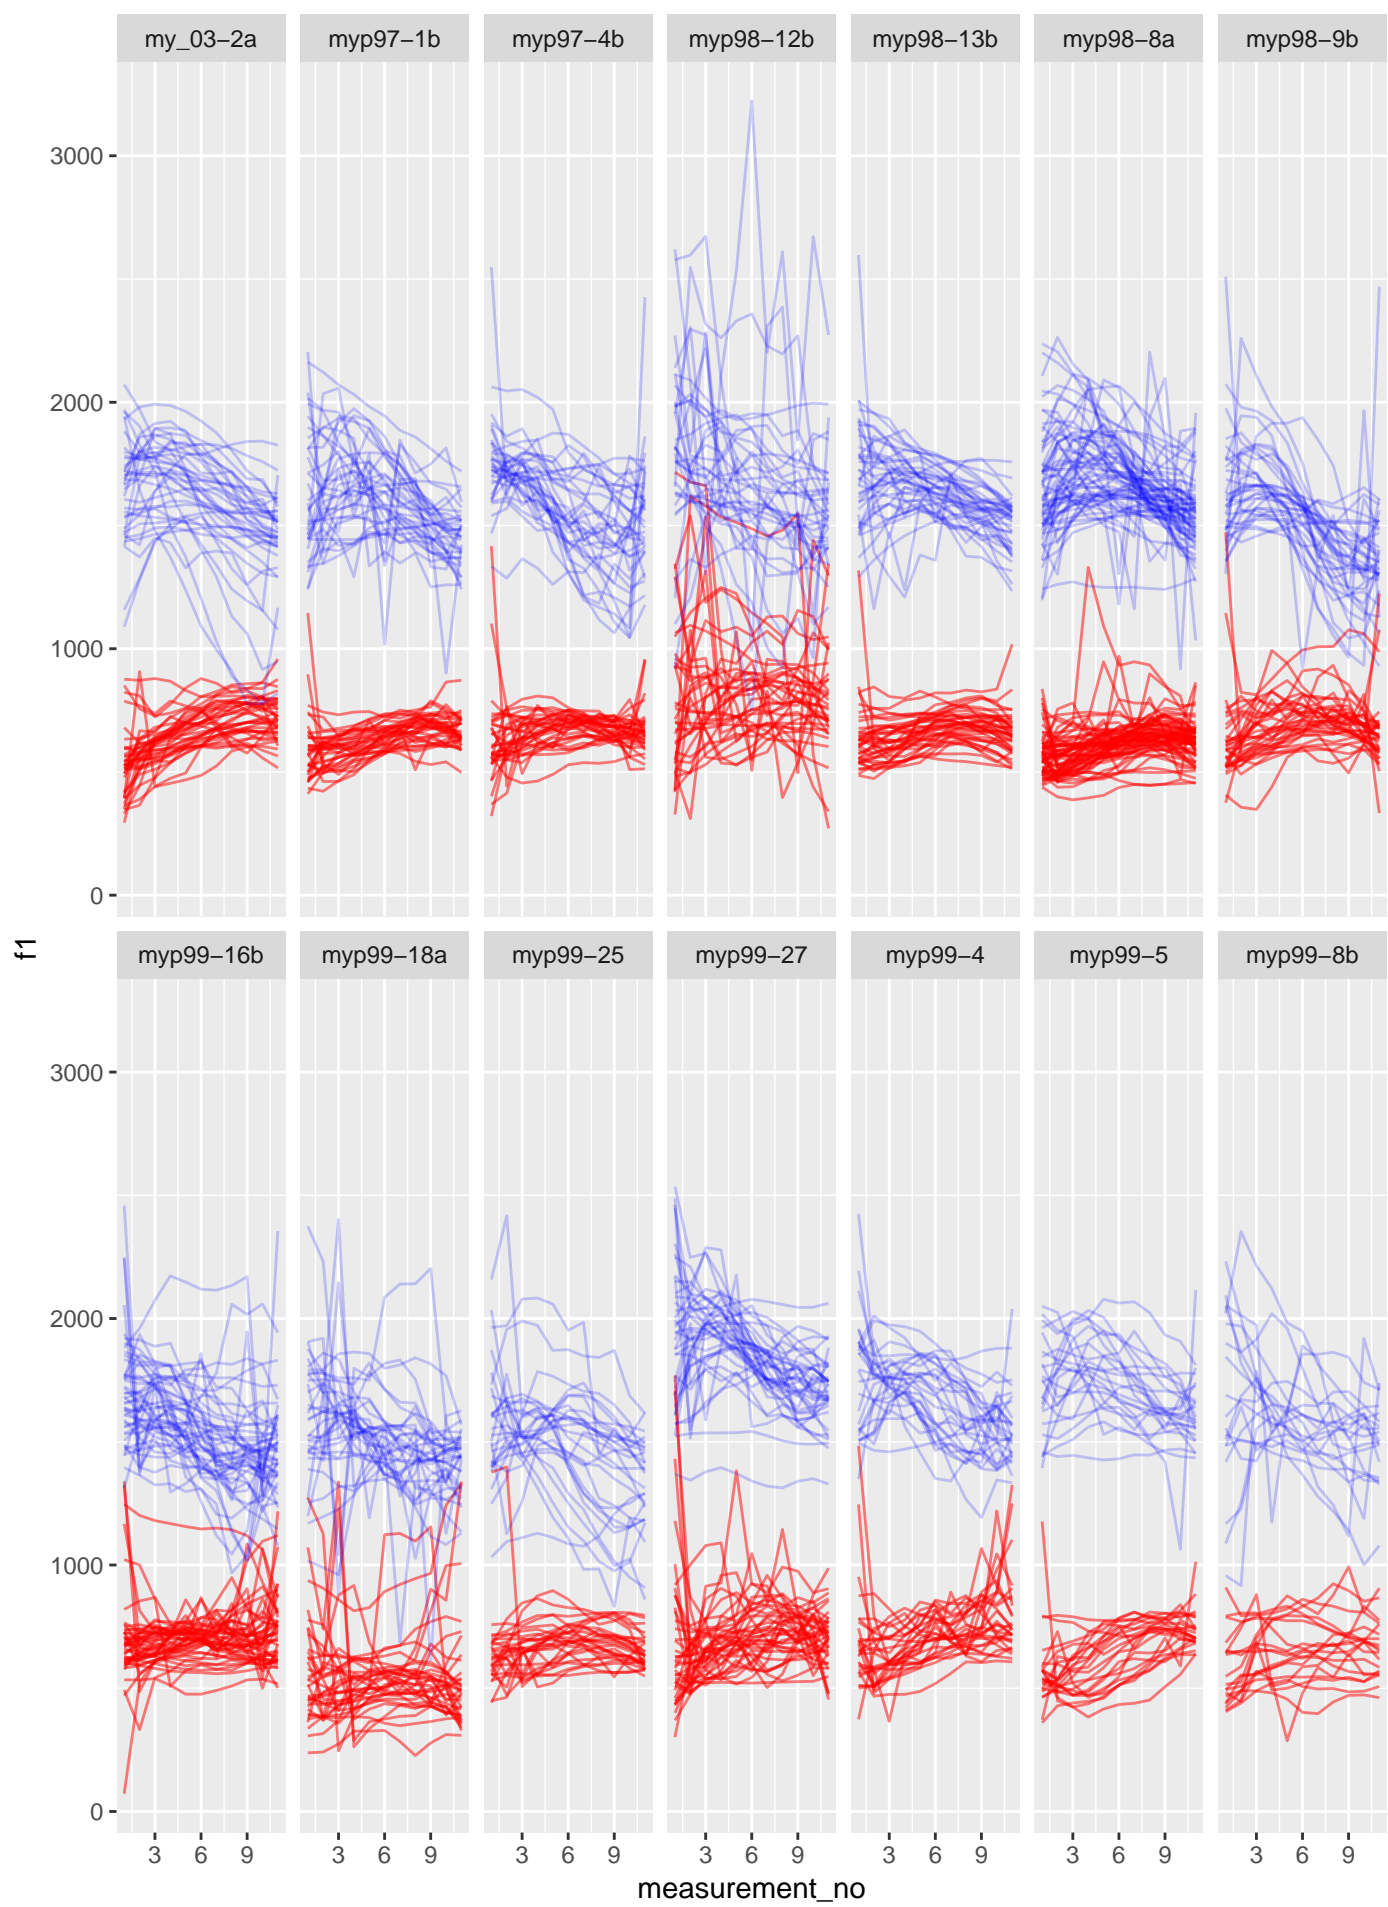 my_03−2a myp97−1b myp97−4b myp98−12b myp98−13b myp98−8a myp98−9b
3000
2000
1000
0
f1
myp99−16b myp99−18a myp99−25 myp99−27 myp99−4 myp99−5 myp99−8b
3000
2000
1000
0
3 6 9 3 6 9 3 6 9 3 6 9 3 6 9 3 6 9 3 6 9
measurement_no